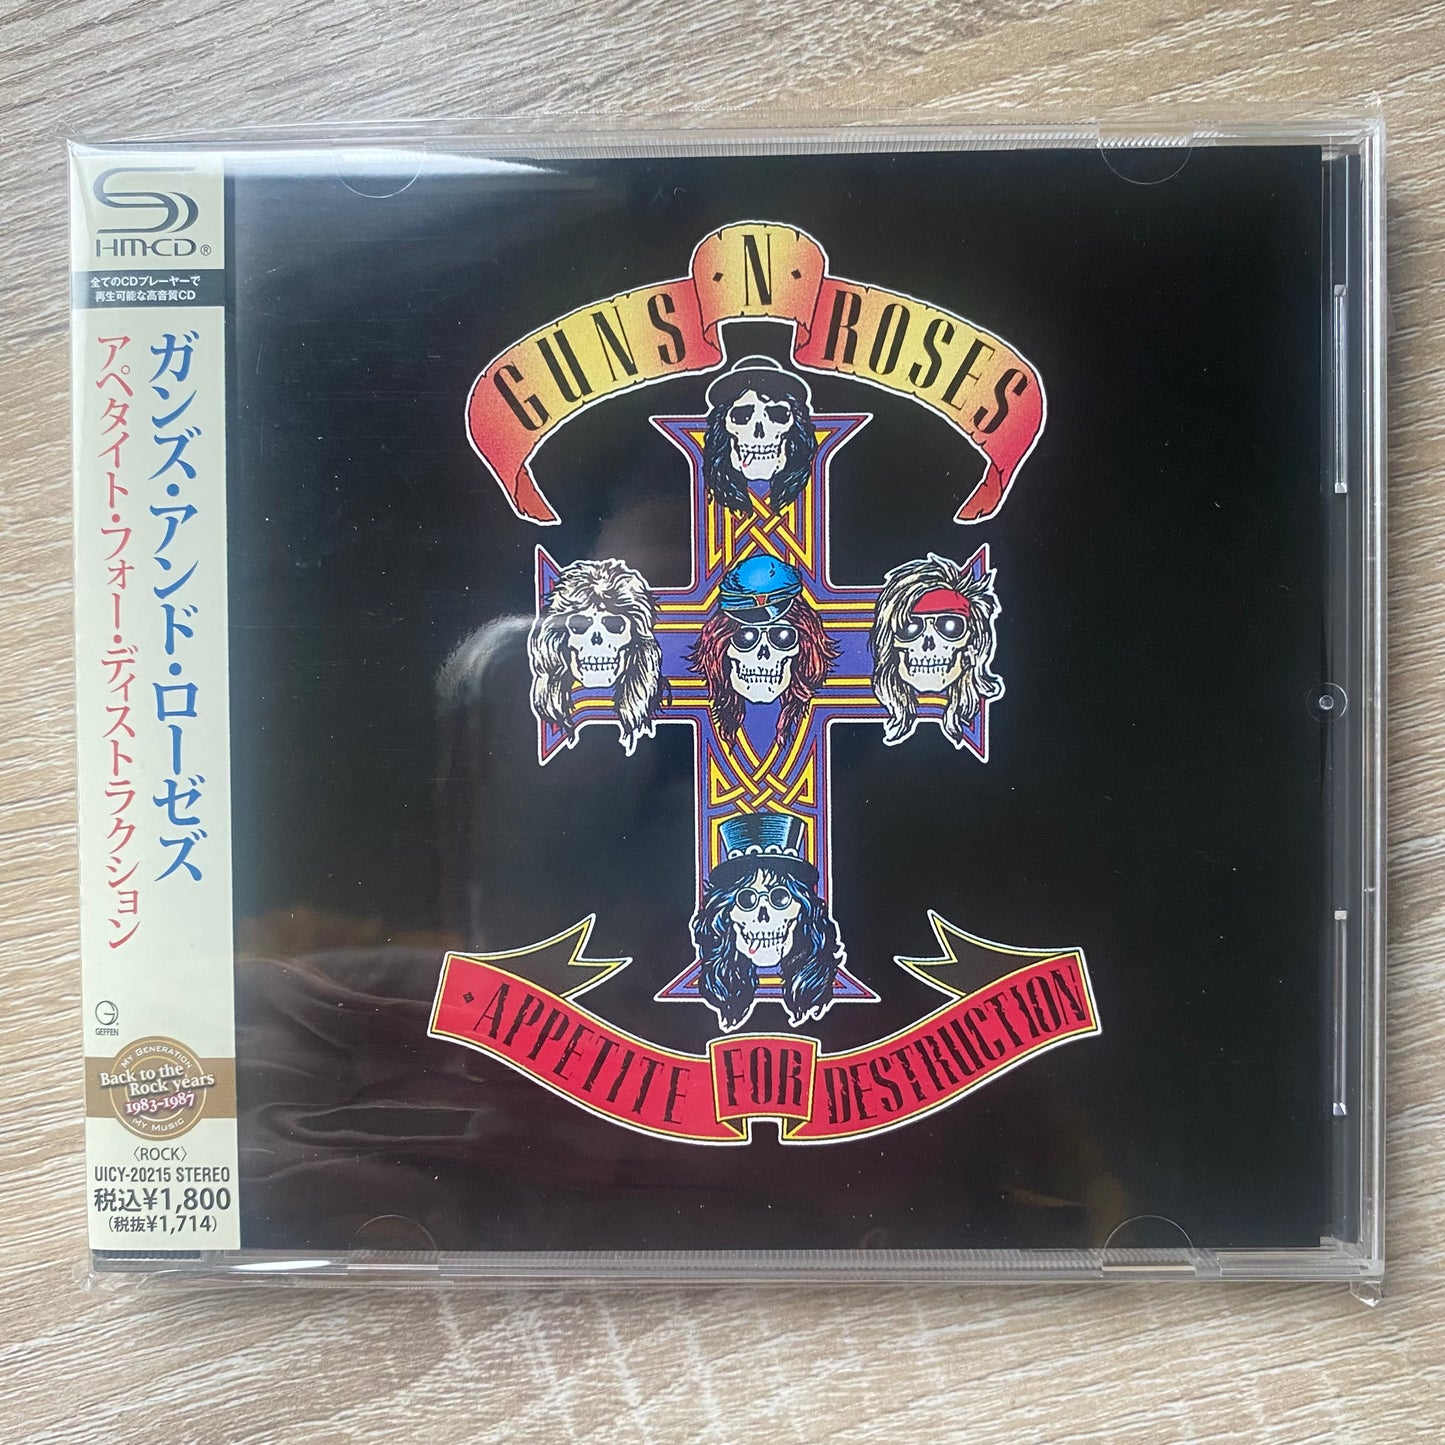 SHM-CD®
全てのCDプレーヤーで
再生可能な高音質CD
ガンズ・アンド・ローゼズ
アペタイト・フォー・ディストラクション
GEFFEN
MY GENERATION
Back to the
Rock years
1983-1987
MY MUSIC
〈ROCK〉
UICY-20215 STEREO
税込¥1,800
(税抜¥1,714)
GUNS ·N· ROSES
·APPETITE FOR DESTRUCTION